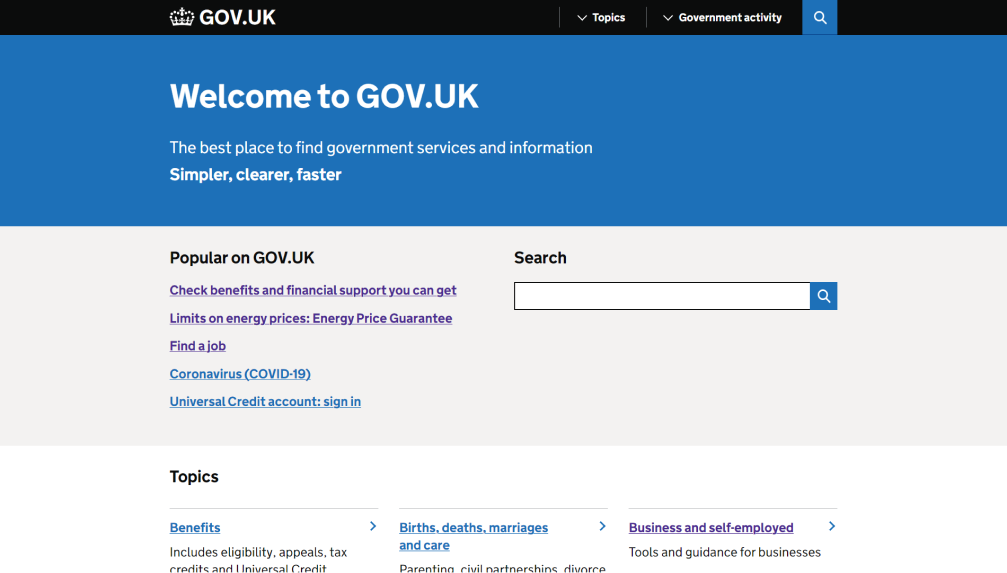 GOV.UK
Topics
Government activity
Welcome to GOV.UK
The best place to find government services and information
Simpler, clearer, faster
Popular on GOV.UK
Check benefits and financial support you can get
Limits on energy prices: Energy Price Guarantee
Find a job
Coronavirus (COVID-19)
Universal Credit account: sign in
Search
Topics
Benefits
Includes eligibility, appeals, tax
credits and Universal Credit
Births, deaths, marriages
and care
Parenting, civil partnerships, divorce
Business and self-employed
Tools and guidance for businesses